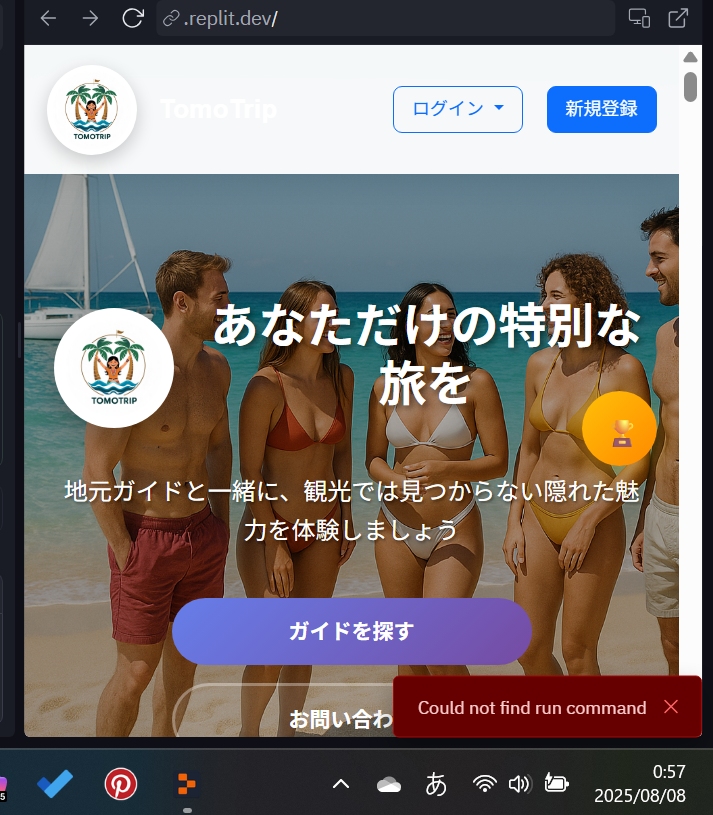 .replit.dev/
TOMOTRIP
TomoTrip
ログイン
新規登録
あなただけの特別な
旅を
TOMOTRIP
地元ガイドと一緒に、観光では見つからない隠れた魅
力を体験しましょう
ガイドを探す
お問い合わ
Could not find run command
5
あ
0:57
2025/08/08